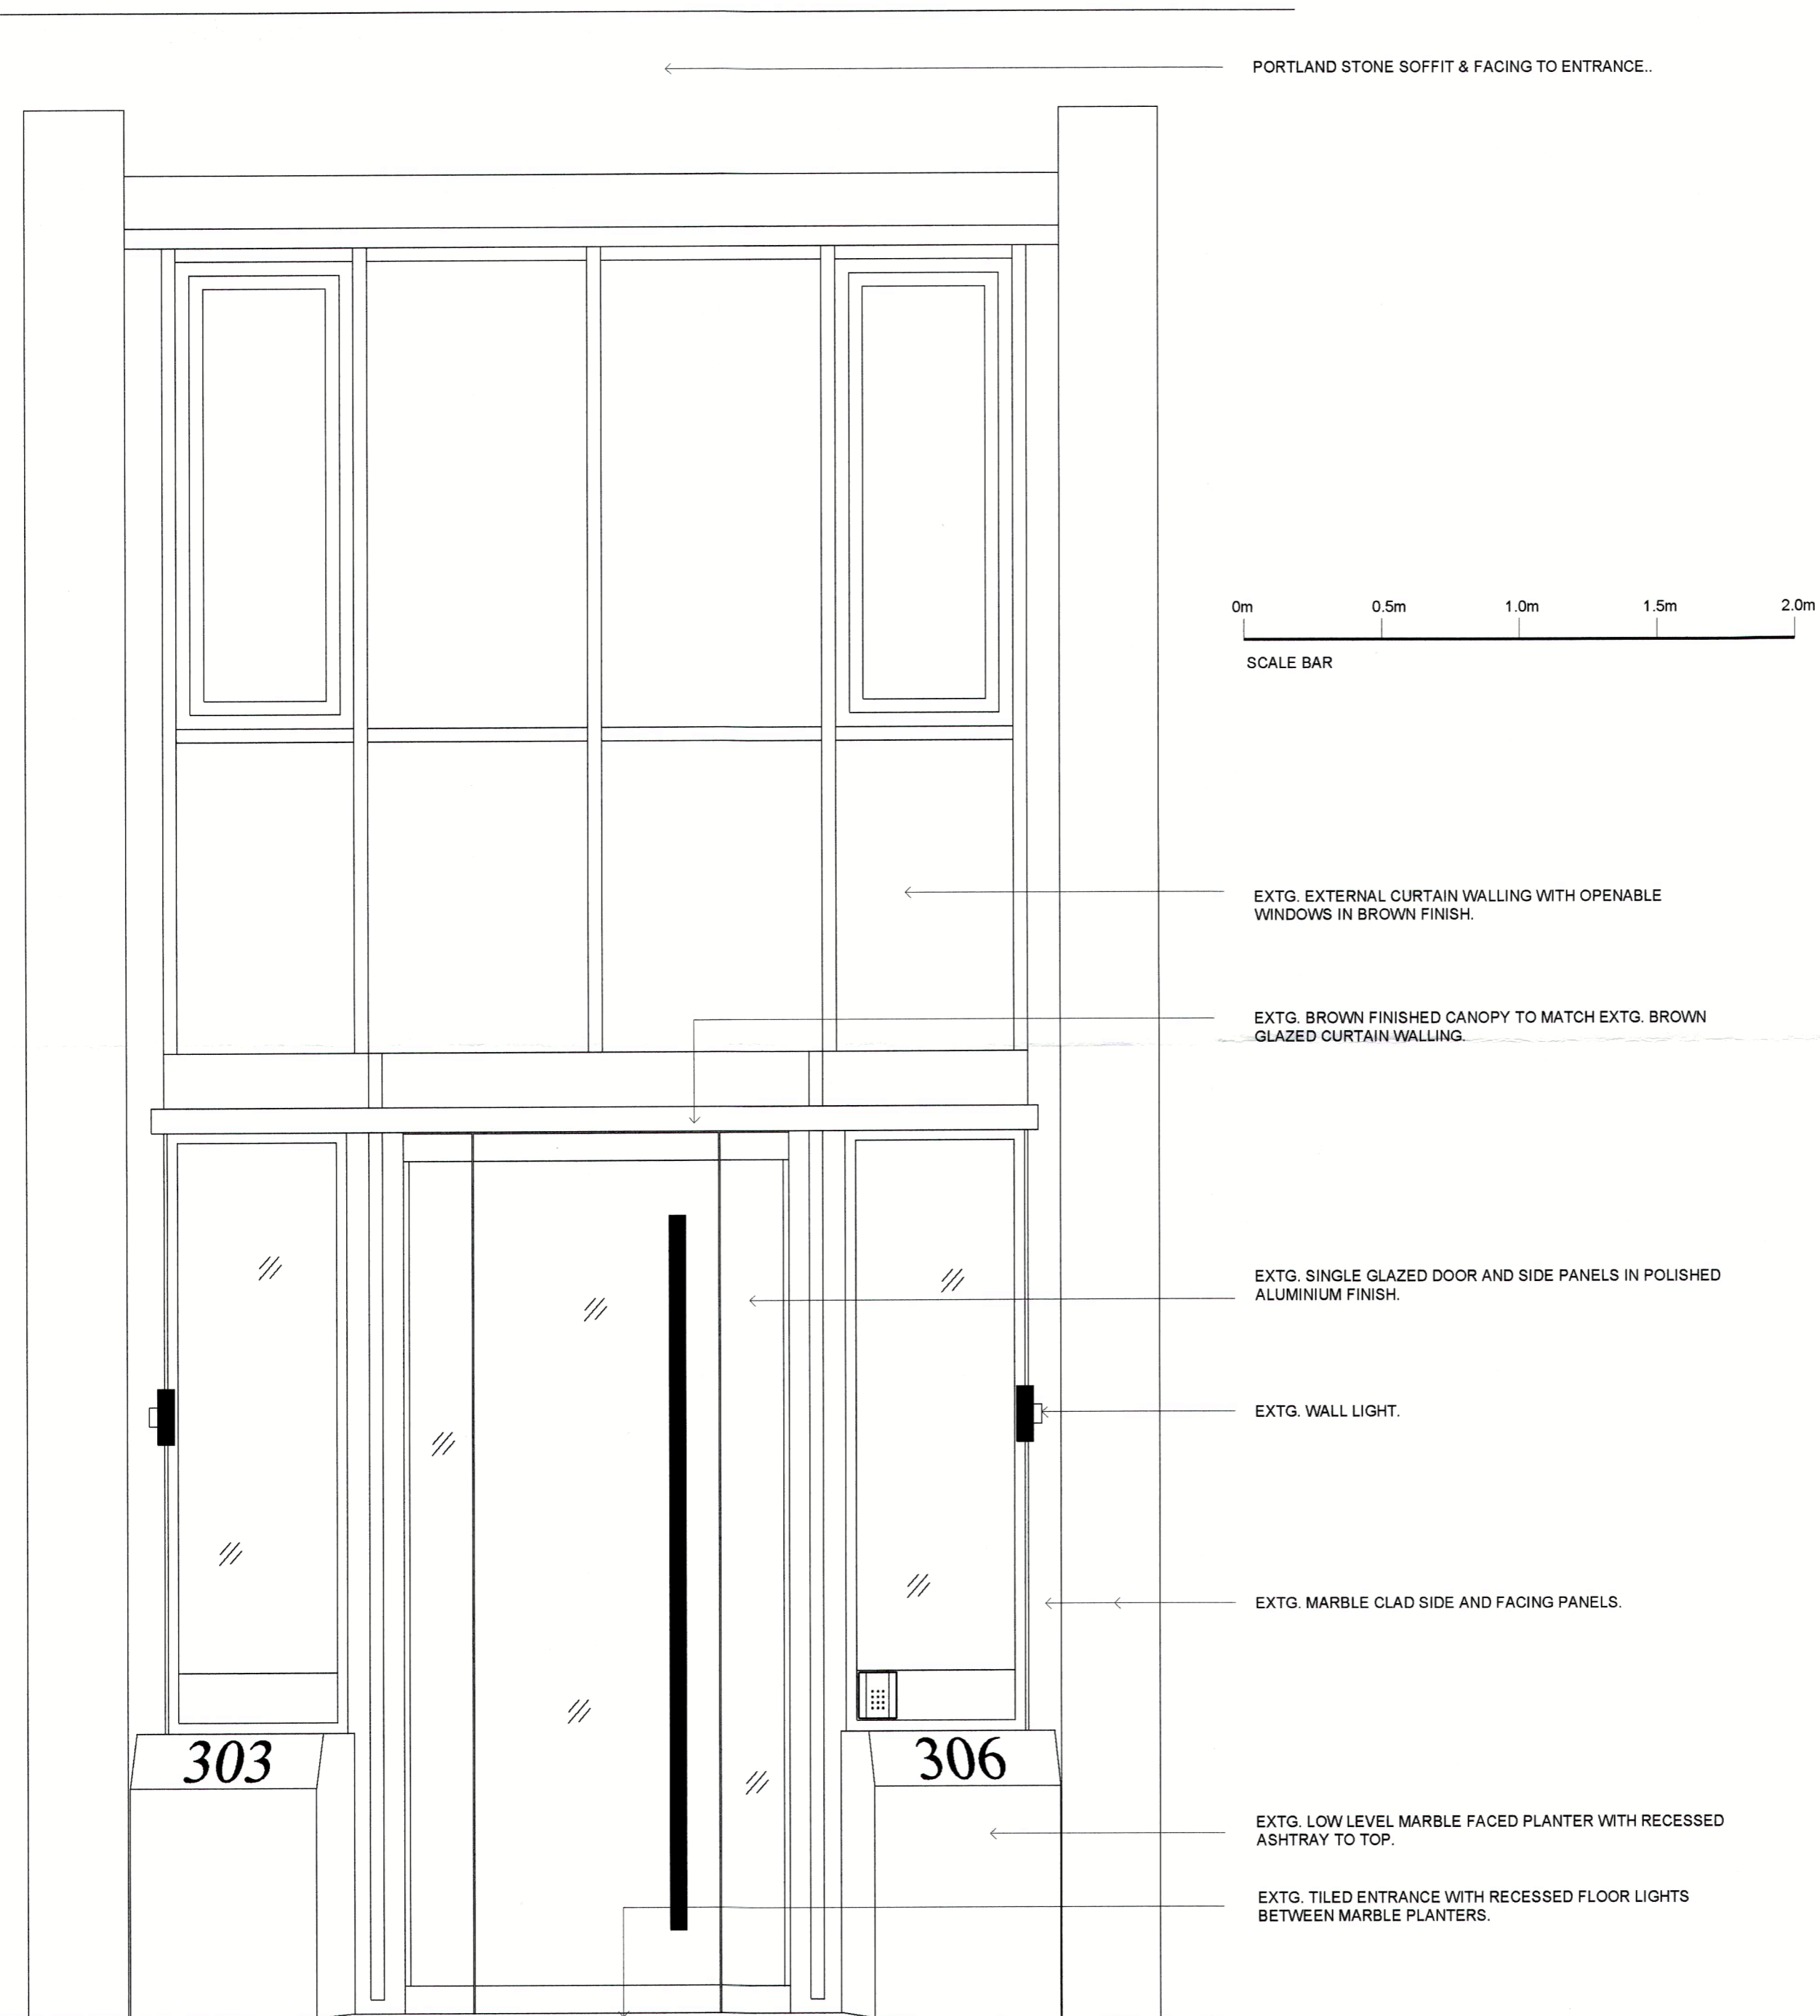 PORTLAND STONE SOFFIT & FACING TO ENTRANCE..
0m 0.5m 1.0m 1.5m 2.0m
SCALE BAR
EXTG. EXTERNAL CURTAIN WALLING WITH OPENABLE
WINDOWS IN BROWN FINISH.
EXTG. BROWN FINISHED CANOPY TO MATCH EXTG. BROWN
GLAZED CURTAIN WALLING.
EXTG. SINGLE GLAZED DOOR AND SIDE PANELS IN POLISHED
ALUMINIUM FINISH.
EXTG. WALL LIGHT.
EXTG. MARBLE CLAD SIDE AND FACING PANELS.
303
306
EXTG. LOW LEVEL MARBLE FACED PLANTER WITH RECESSED
ASHTRAY TO TOP.
EXTG. TILED ENTRANCE WITH RECESSED FLOOR LIGHTS
BETWEEN MARBLE PLANTERS.